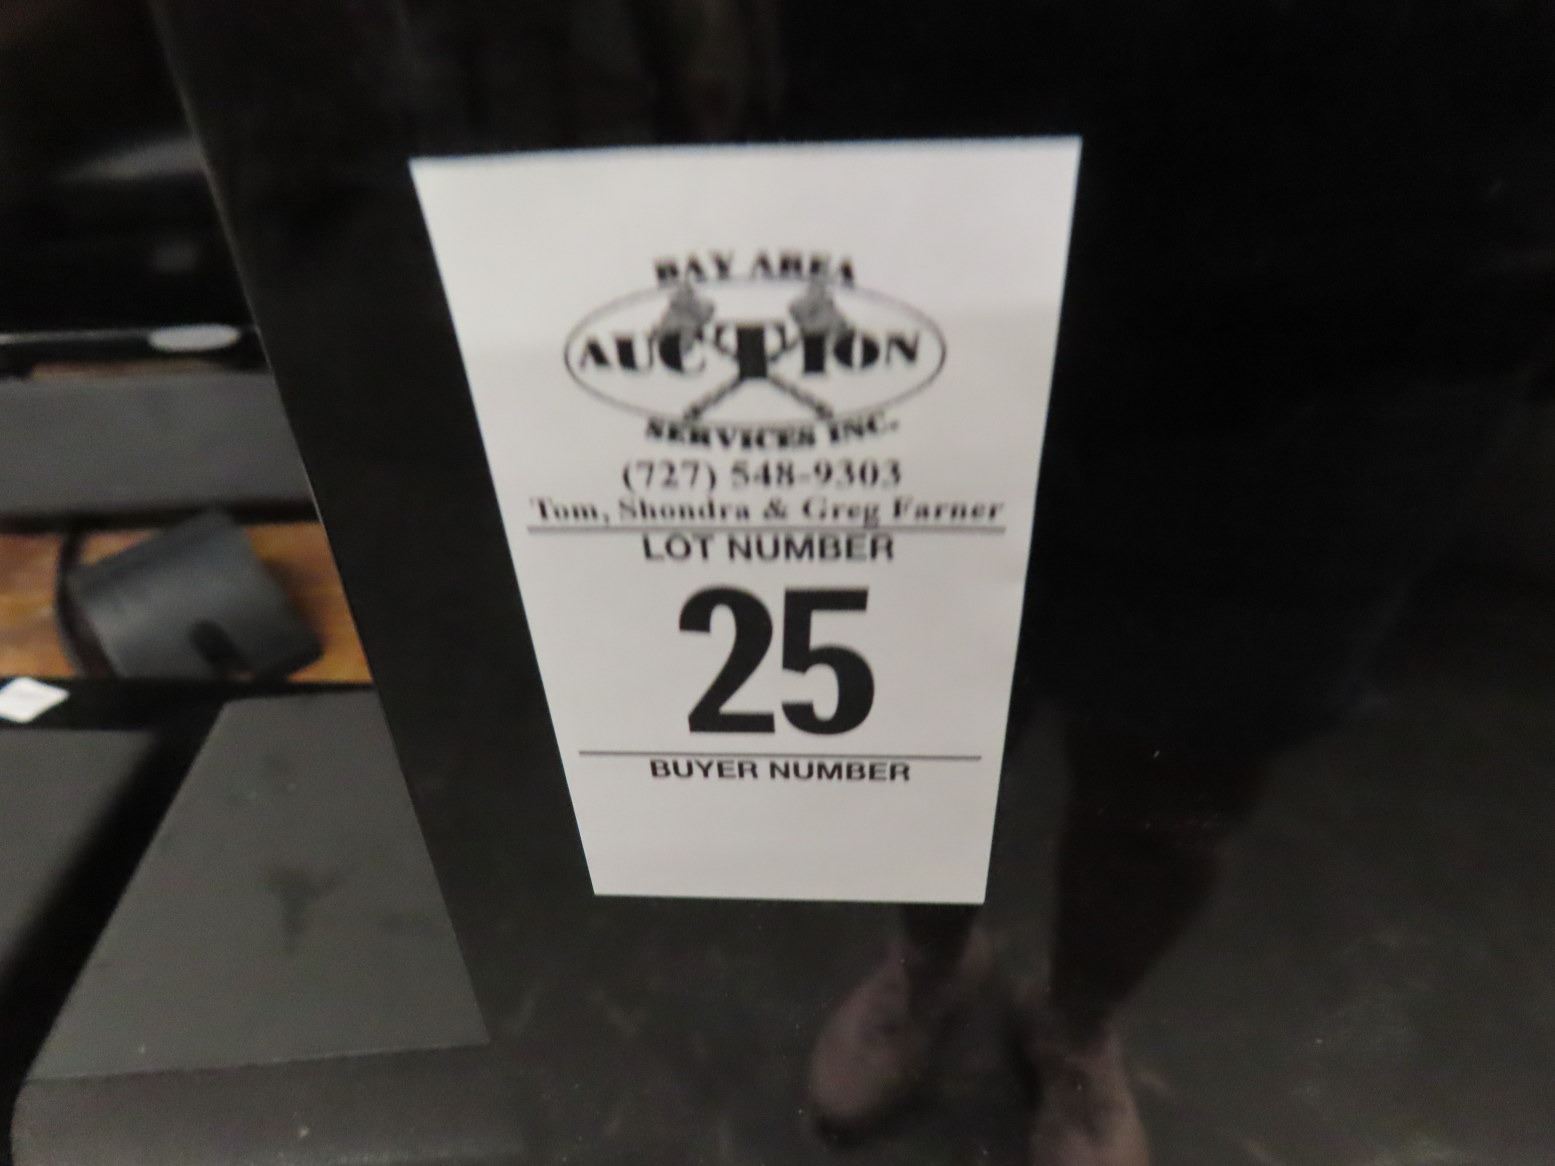 BAY AREA
AUCTION
SERVICES INC.
(727) 548-9303
Tom, Shondra & Greg Farner
LOT NUMBER
25
BUYER NUMBER